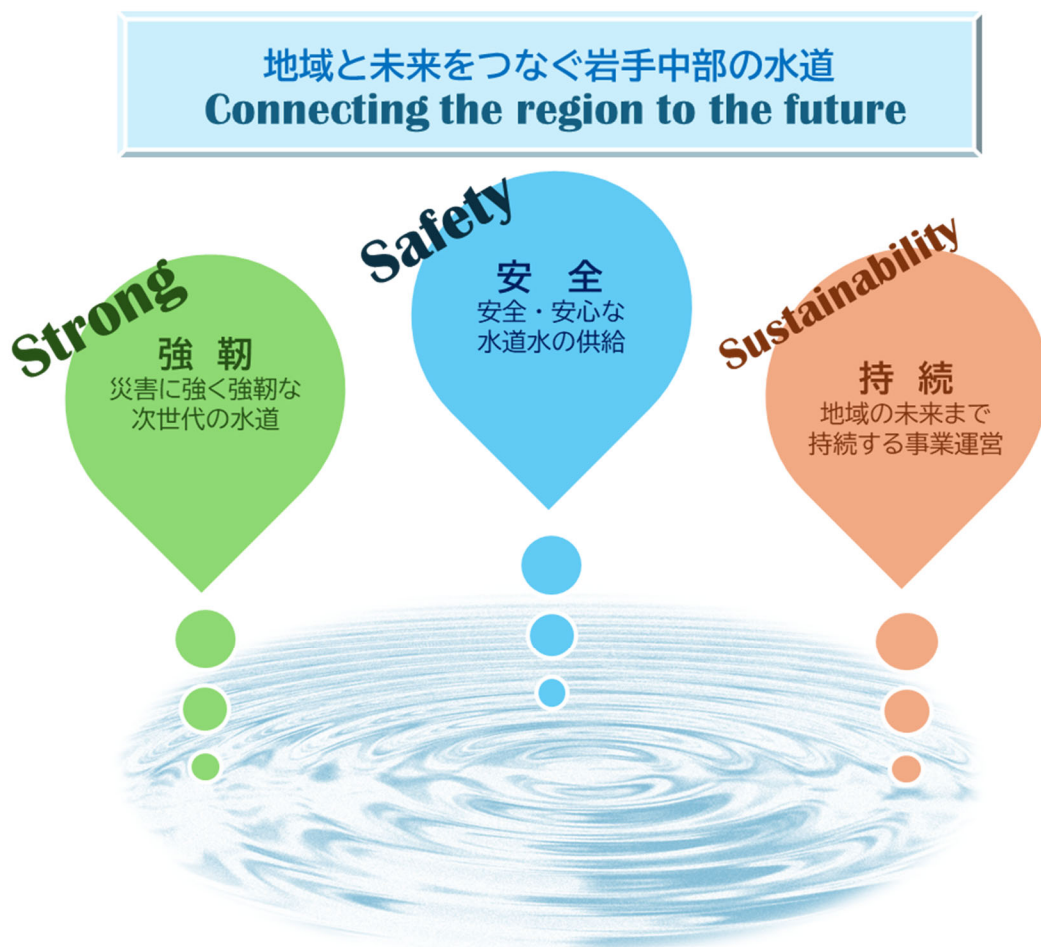 地域と未来をつなぐ岩手中部の水道
Connecting the region to the future
Strong
強 靭
災害に強く強靭な
次世代の水道
Safety
安 全
安全・安心な
水道水の供給
Sustainability
持 続
地域の未来まで
持続する事業運営